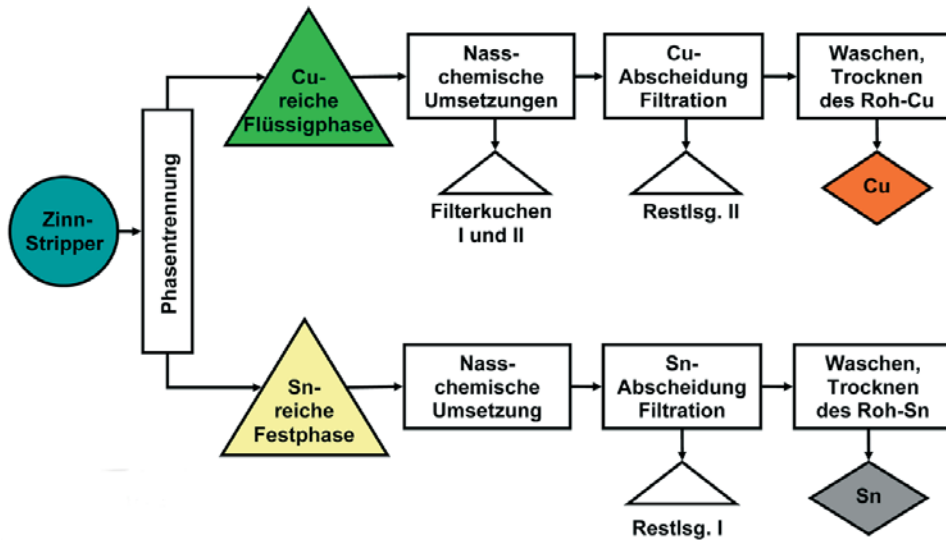 Zinn-
Stripper
Phasentrennung
Cu-
reiche
Flüssigphase
Nass-
chemische
Umsetzungen
Filterkuchen
I und II
Cu-
Abscheidung
Filtration
Restlsg. II
Waschen,
Trocknen
des Roh-Cu
Cu
Sn-
reiche
Festphase
Nass-
chemische
Umsetzung
Sn-
Abscheidung
Filtration
Restlsg. I
Waschen,
Trocknen
des Roh-Sn
Sn